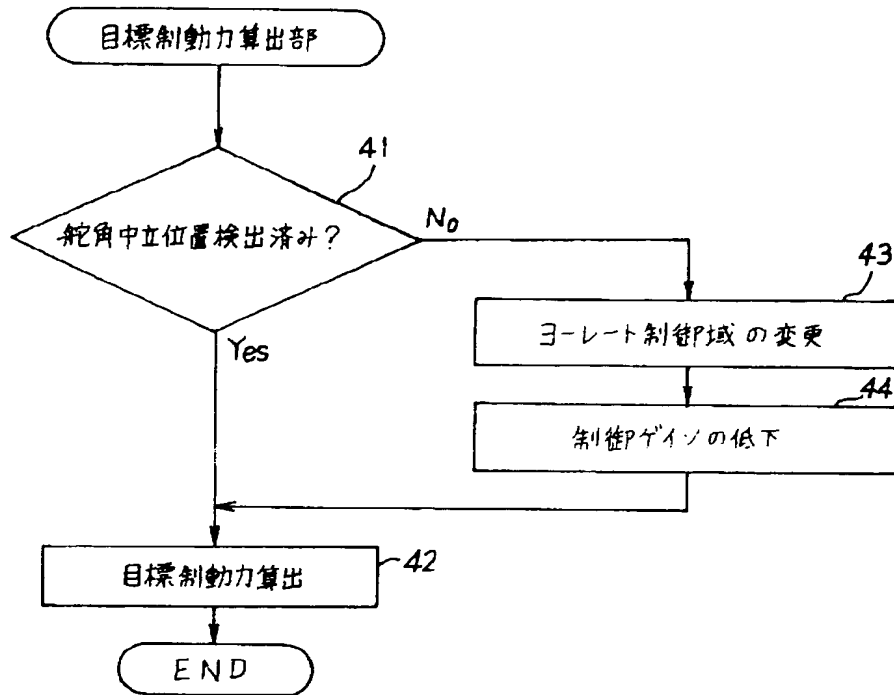 目標制動力算出部
41
舵角中立位置検出済み?
No
Yes
43
ヨーレート制御域の変更
44
制御ゲインの低下
目標制動力算出
42
END